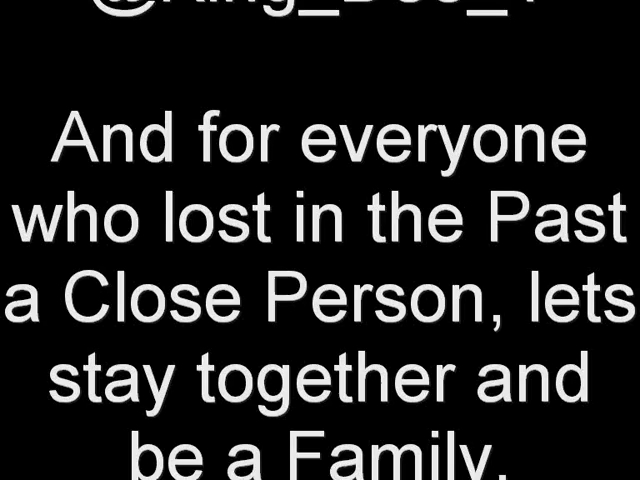 And for everyone
who lost in the Past
a Close Person, lets
stay together and
be a Family.